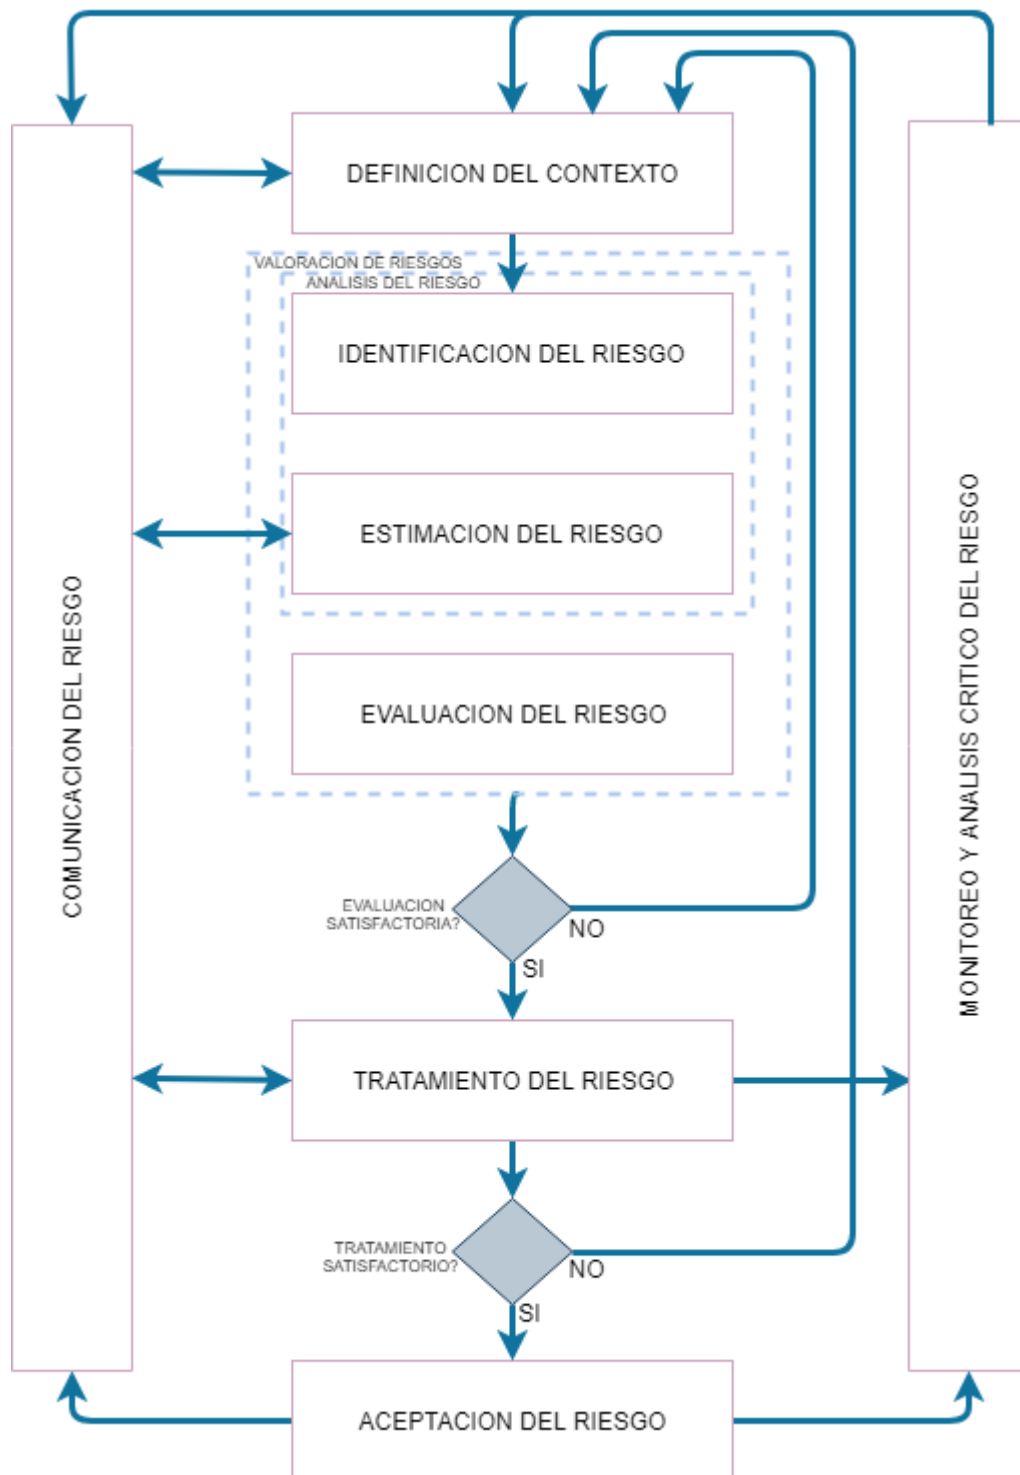 DEFINICION DEL CONTEXTO
VALORACION DE RIESGOS
ANALISIS DEL RIESGO
IDENTIFICACION DEL RIESGO
ESTIMACION DEL RIESGO
EVALUACION DEL RIESGO
COMUNICACION DEL RIESGO
MONITOREO Y ANALISIS CRITICO DEL RIESGO
EVALUACION
SATISFACTORIA?
NO
SI
TRATAMIENTO DEL RIESGO
TRATAMIENTO
SATISFACTORIO?
NO
SI
ACEPTACION DEL RIESGO